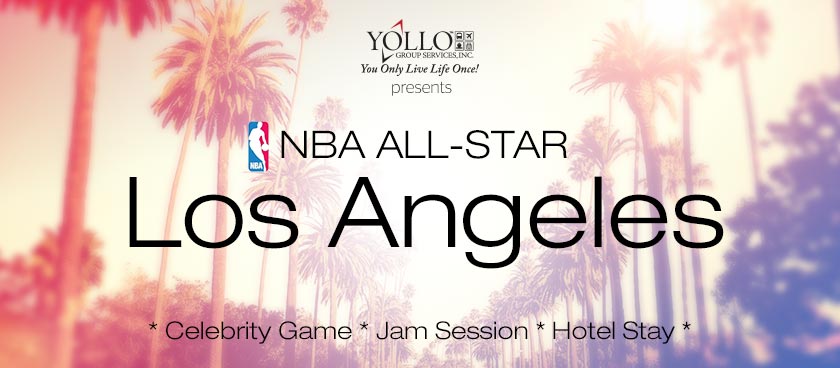 YOLLO
GROUP SERVICES, INC.
You Only Live Life Once!
presents
NBA
NBA ALL-STAR
Los Angeles
* Celebrity Game * Jam Session * Hotel Stay *